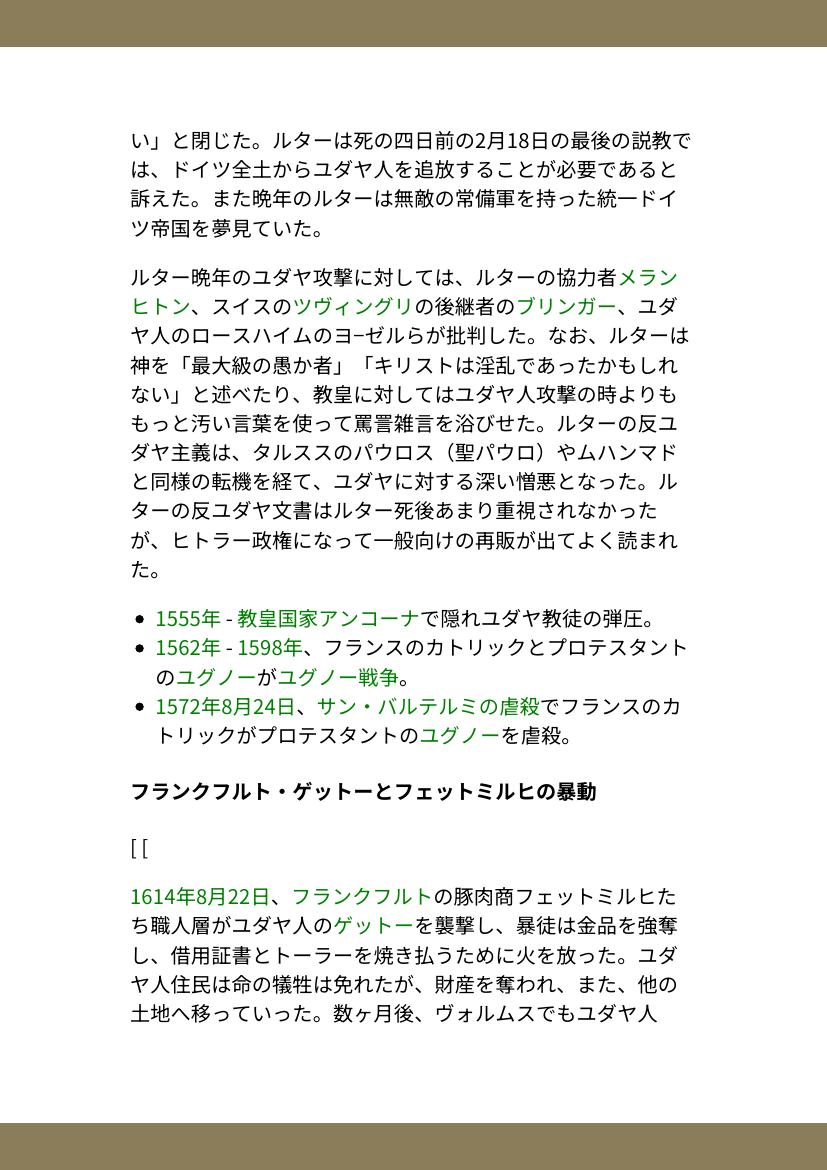 い」と閉じた。ルターは死の四日前の2月18日の最後の説教で
は、ドイツ全土からユダヤ人を追放することが必要であると
訴えた。また晩年のルターは無敵の常備軍を持った統一ドイ
ツ帝国を夢見ていた。
ルター晩年のユダヤ攻撃に対しては、ルターの協力者メラン
ヒトン、スイスのツヴィングリの後継者のブリンガー、ユダ
ヤ人のロースハイムのヨ−ゼルらが批判した。なお、ルターは
神を「最大級の愚か者」「キリストは淫乱であったかもしれ
ない」と述べたり、教皇に対してはユダヤ人攻撃の時よりも
もっと汚い言葉を使って罵詈雑言を浴びせた。ルターの反ユ
ダヤ主義は、タルススのパウロス（聖パウロ）やムハンマド
と同様の転機を経て、ユダヤに対する深い憎悪となった。ル
ターの反ユダヤ文書はルター死後あまり重視されなかった
が、ヒトラー政権になって一般向けの再販が出てよく読まれ
た。
• 1555年 - 教皇国家アンコーナで隠れユダヤ教徒の弾圧。
• 1562年 - 1598年、フランスのカトリックとプロテスタント
のユグノーがユグノー戦争。
• 1572年8月24日、サン・バルテルミの虐殺でフランスのカ
トリックがプロテスタントのユグノーを虐殺。
フランクフルト・ゲットーとフェットミルヒの暴動
[ [
1614年8月22日、フランクフルトの豚肉商フェットミルヒた
ち職人層がユダヤ人のゲットーを襲撃し、暴徒は金品を強奪
し、借用証書とトーラーを焼き払うために火を放った。ユダ
ヤ人住民は命の犠牲は免れたが、財産を奪われ、また、他の
土地へ移っていった。数ヶ月後、ヴォルムスでもユダヤ人